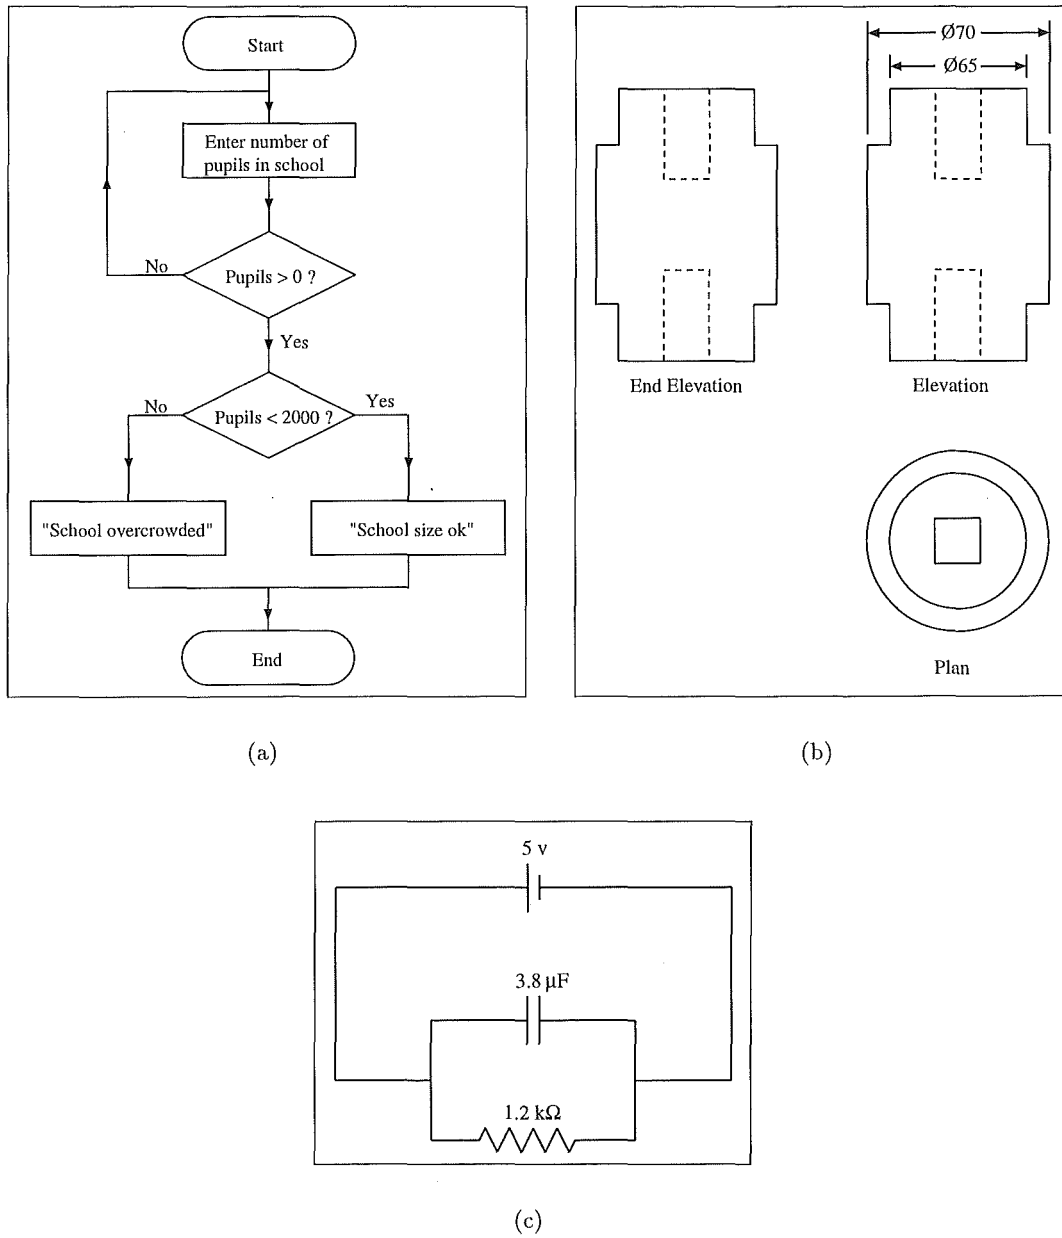 Start
Enter number of
pupils in school
No
Pupils > 0 ?
Yes
No
Pupils < 2000 ?
Yes
"School overcrowded"
"School size ok"
End
(a)
Ø70
Ø65
End Elevation
Elevation
Plan
(b)
5 v
3.8 µF
1.2 kΩ
(c)